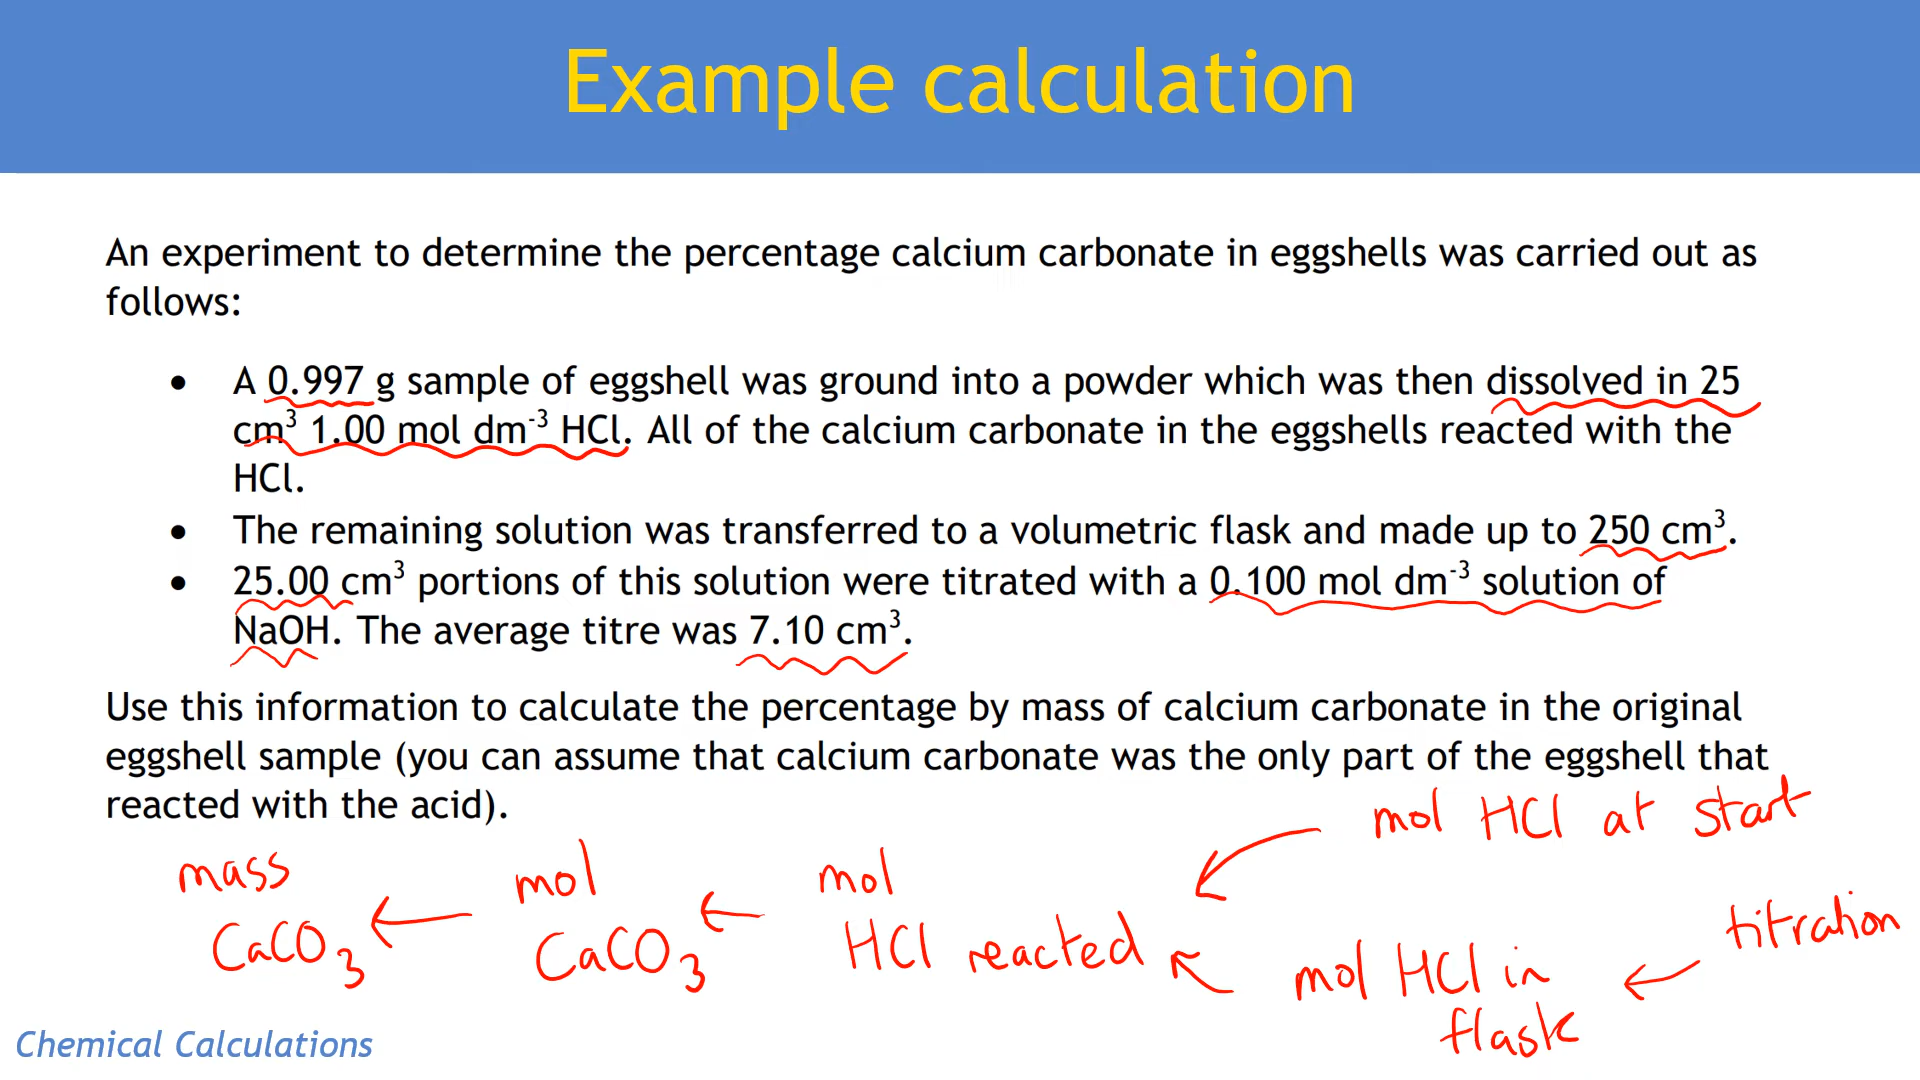 Example calculation
An experiment to determine the percentage calcium carbonate in eggshells was carried out as
follows:
• A 0.997 g sample of eggshell was ground into a powder which was then dissolved in 25
cm³ 1.00 mol dm⁻³ HCl. All of the calcium carbonate in the eggshells reacted with the
HCl.
• The remaining solution was transferred to a volumetric flask and made up to 250 cm³.
• 25.00 cm³ portions of this solution were titrated with a 0.100 mol dm⁻³ solution of
NaOH. The average titre was 7.10 cm³.
Use this information to calculate the percentage by mass of calcium carbonate in the original
eggshell sample (you can assume that calcium carbonate was the only part of the eggshell that
reacted with the acid).
mol HCl at start
mass
CaCO₃
← mol
CaCO₃
← mol
HCl reacted
mol HCl in
flask
← titration
Chemical Calculations